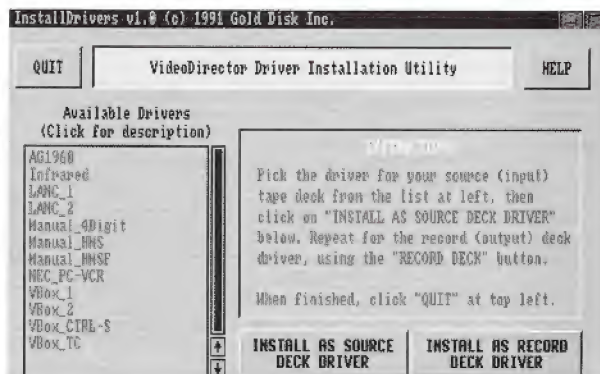 InstallDrivers v1.0 (c) 1991 Gold Disk Inc.
QUIT
VideoDirector Driver Installation Utility
HELP
Available Drivers
(Click for description)
AG1960
Infrared
LANC_1
LANC_2
Manual_4Digit
Manual_HMS
Manual_HMSF
NEC_PC-VCR
VBox_1
VBox_2
VBox_CTRL-S
VBox_TC
Pick the driver for your source (input)
tape deck from the list at left, then
click on "INSTALL AS SOURCE DECK DRIVER"
below. Repeat for the record (output) deck
driver, using the "RECORD DECK" button.
When finished, click "QUIT" at top left.
INSTALL AS SOURCE
DECK DRIVER
INSTALL AS RECORD
DECK DRIVER